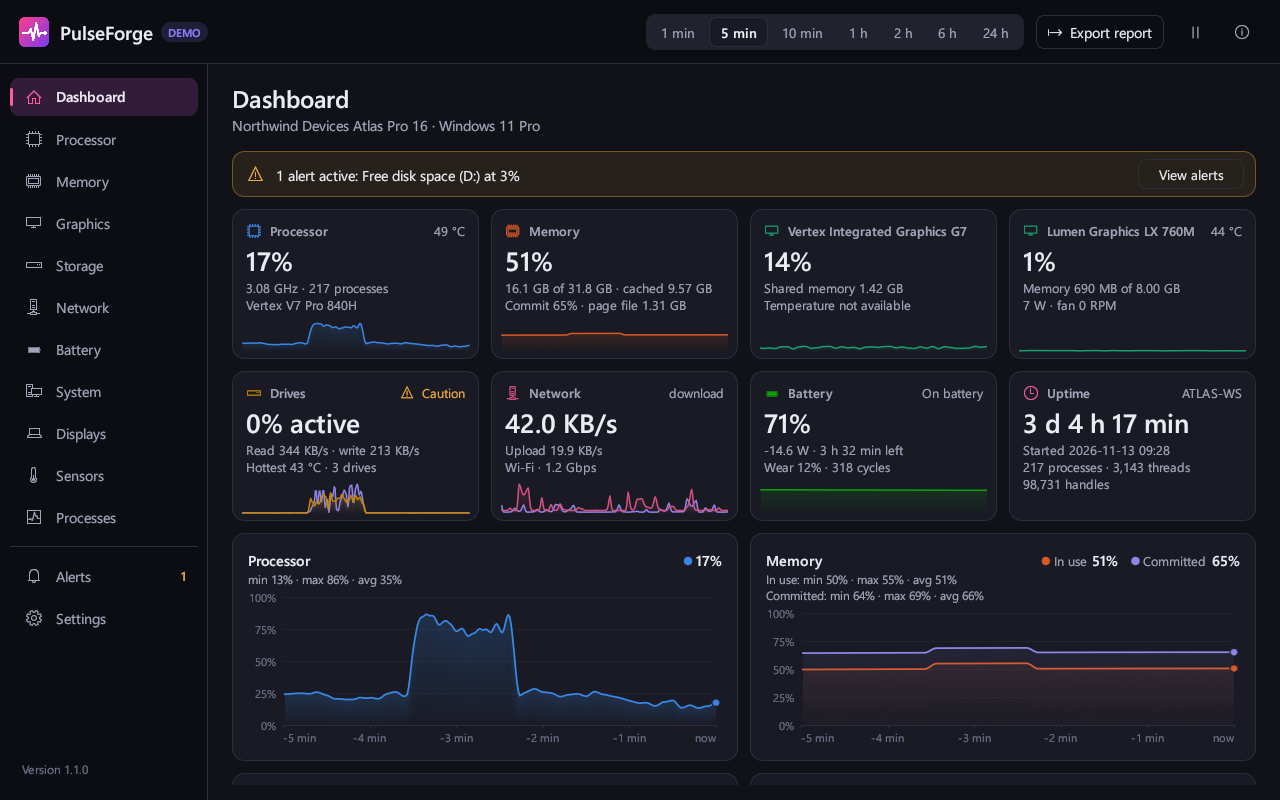 PulseForge DEMO
1 min 5 min 10 min 1 h 2 h 6 h 24 h
Export report
Dashboard
Processor
Memory
Graphics
Storage
Network
Battery
System
Displays
Sensors
Processes
Alerts 1
Settings
Version 1.1.0
Dashboard
Northwind Devices Atlas Pro 16 · Windows 11 Pro
1 alert active: Free disk space (D:) at 3%
View alerts
Processor 49 °C
17%
3.08 GHz · 217 processes
Vertex V7 Pro 840H
Memory
51%
16.1 GB of 31.8 GB · cached 9.57 GB
Commit 65% · page file 1.31 GB
Vertex Integrated Graphics G7
14%
Shared memory 1.42 GB
Temperature not available
Lumen Graphics LX 760M 44 °C
1%
Memory 690 MB of 8.00 GB
7 W · fan 0 RPM
Drives Caution
0% active
Read 344 KB/s · write 213 KB/s
Hottest 43 °C · 3 drives
Network download
42.0 KB/s
Upload 19.9 KB/s
Wi-Fi · 1.2 Gbps
Battery On battery
71%
-14.6 W · 3 h 32 min left
Wear 12% · 318 cycles
Uptime ATLAS-WS
3 d 4 h 17 min
Started 2026-11-13 09:28
217 processes · 3,143 threads
98,731 handles
Processor 17%
min 13% · max 86% · avg 35%
100%
75%
50%
25%
0%
-5 min -4 min -3 min -2 min -1 min now
Memory In use 51% Committed 65%
In use: min 50% · max 55% · avg 51%
Committed: min 64% · max 69% · avg 66%
100%
75%
50%
25%
0%
-5 min -4 min -3 min -2 min -1 min now